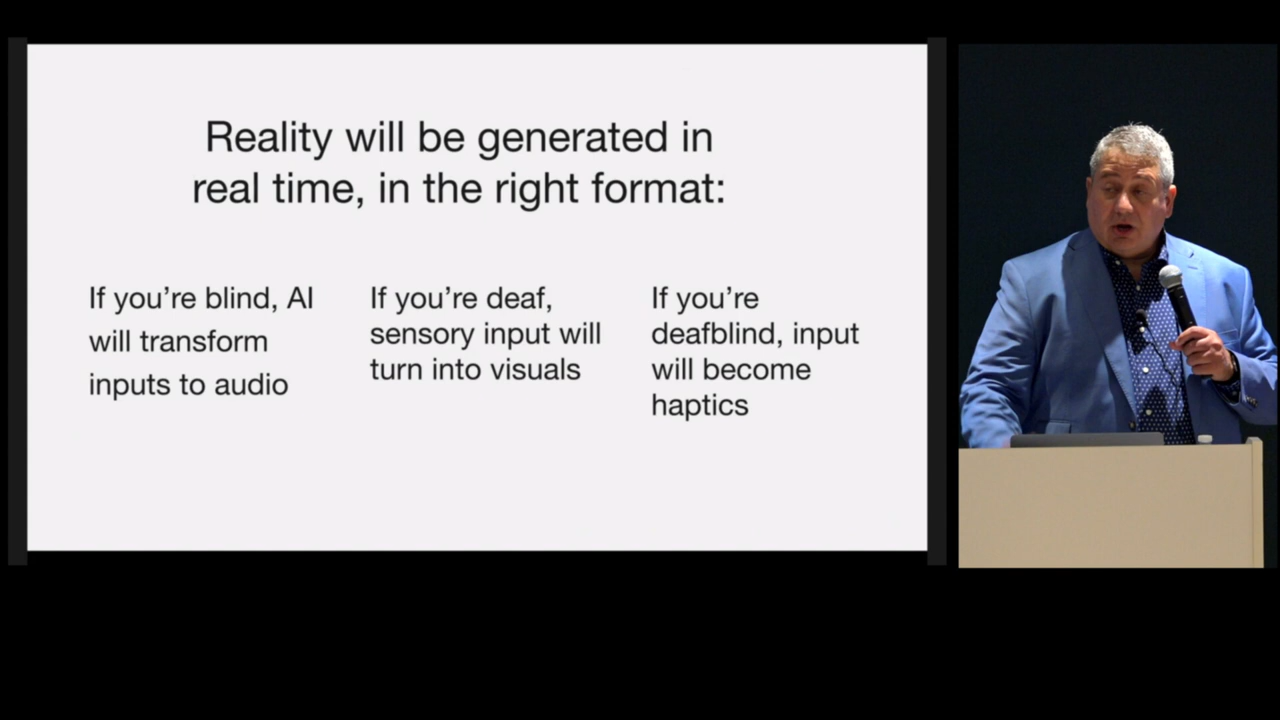 Reality will be generated in
real time, in the right format:
If you’re blind, AI
will transform
inputs to audio
If you’re deaf,
sensory input will
turn into visuals
If you’re
deafblind, input
will become
haptics